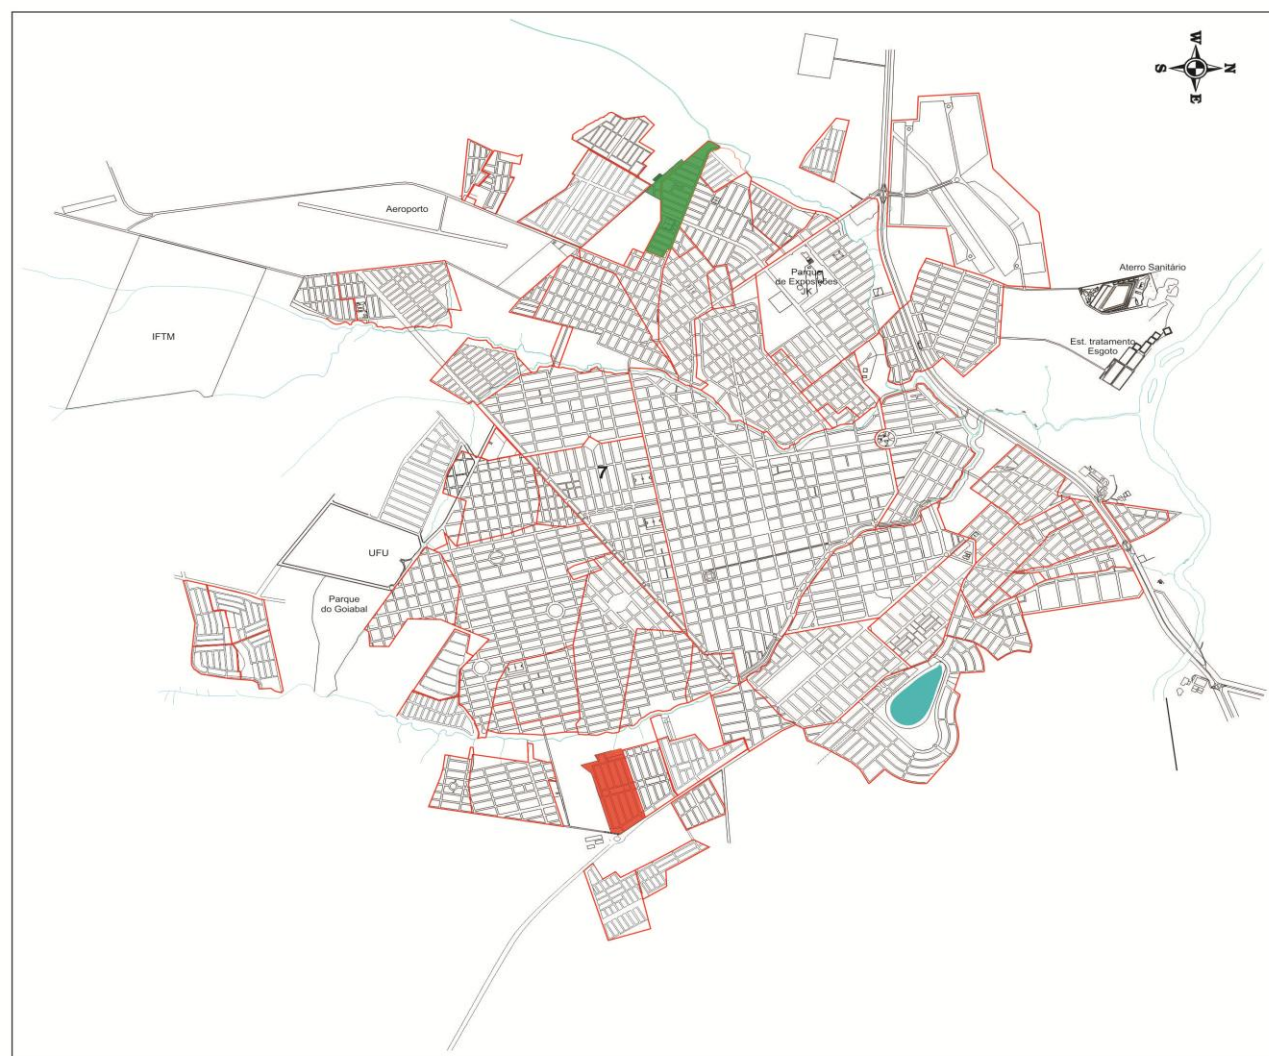 W
S
N
E
Aeroporto
Parque
de Exposições
JK
Aterro Sanitário
Est. tratamento
Esgoto
IFTM
7
UFU
Parque
do Goiabal